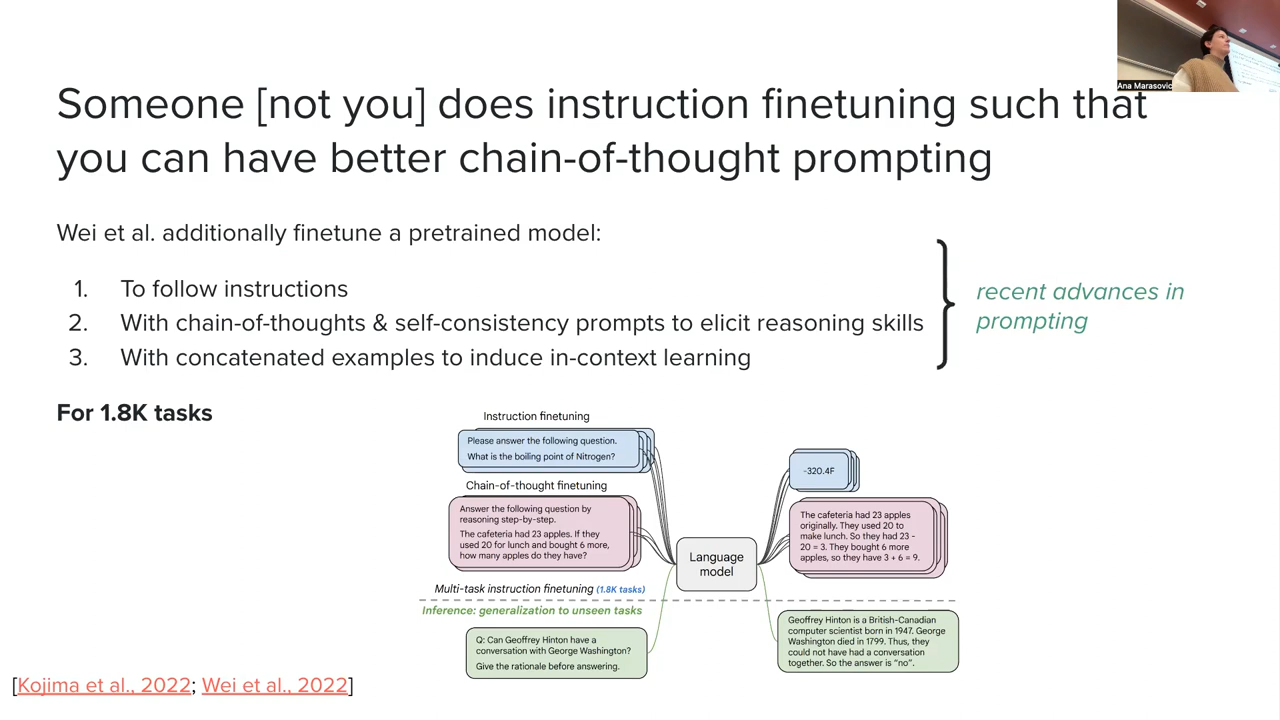 Ana Marasovic
Someone [not you] does instruction finetuning such that
you can have better chain-of-thought prompting
Wei et al. additionally finetune a pretrained model:
1. To follow instructions
2. With chain-of-thoughts & self-consistency prompts to elicit reasoning skills
3. With concatenated examples to induce in-context learning
recent advances in
prompting
For 1.8K tasks
Instruction finetuning
Please answer the following question.
What is the boiling point of Nitrogen?
-320.4F
Chain-of-thought finetuning
Answer the following question by
reasoning step-by-step.
The cafeteria had 23 apples. If they
used 20 for lunch and bought 6 more,
how many apples do they have?
Language
model
The cafeteria had 23 apples
originally. They used 20 to
make lunch. So they had 23 -
20 = 3. They bought 6 more
apples, so they have 3 + 6 = 9.
Multi-task instruction finetuning (1.8K tasks)
Inference: generalization to unseen tasks
Q: Can Geoffrey Hinton have a
conversation with George Washington?
Give the rationale before answering.
Geoffrey Hinton is a British-Canadian
computer scientist born in 1947. George
Washington died in 1799. Thus, they
could not have had a conversation
together. So the answer is "no".
[Kojima et al., 2022; Wei et al., 2022]